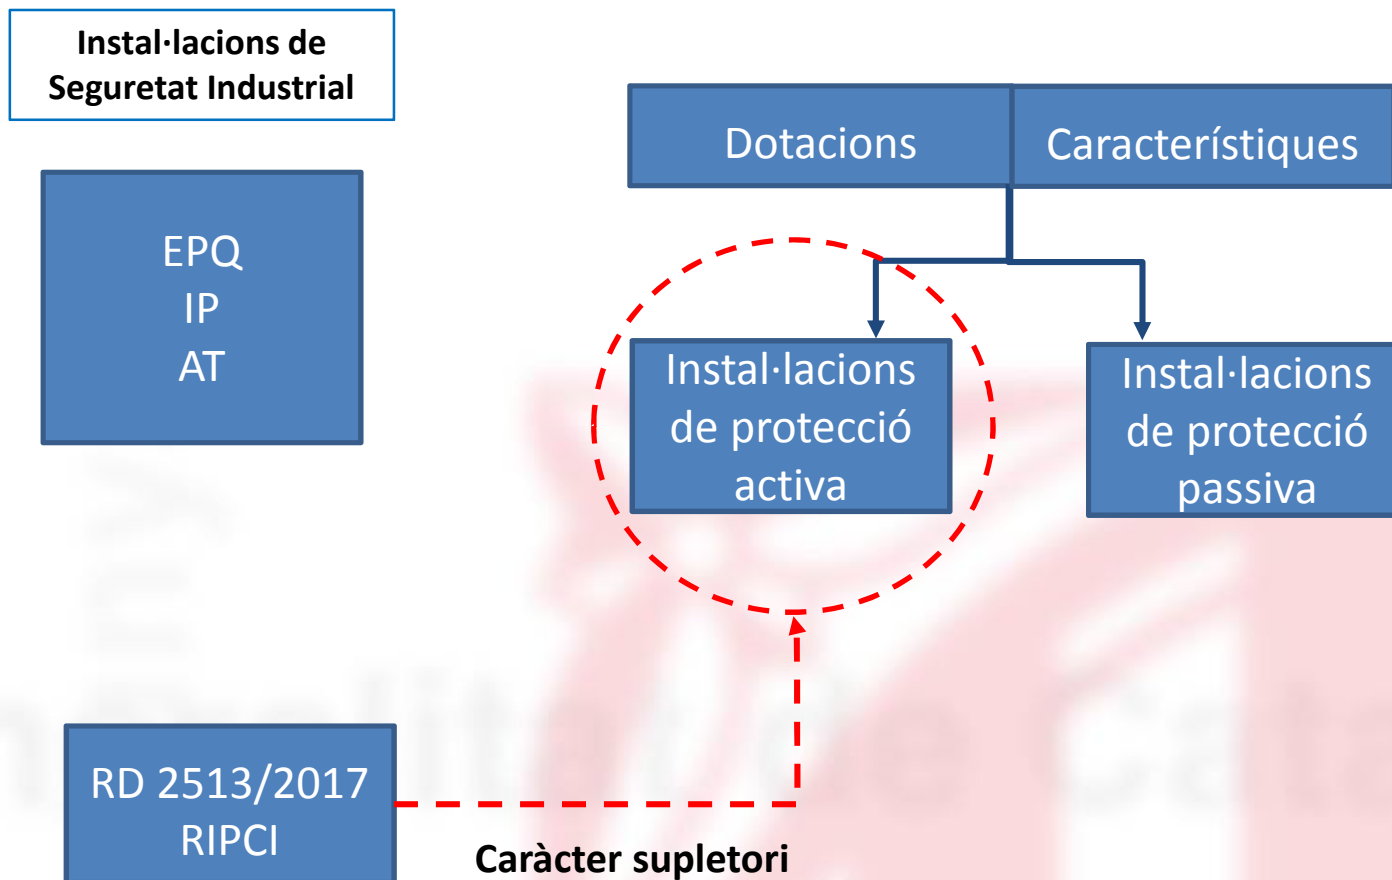 Instal·lacions de
Seguretat Industrial
Dotacions
Característiques
EPQ
IP
AT
Instal·lacions
de protecció
activa
Instal·lacions
de protecció
passiva
RD 2513/2017
RIPCI
Caràcter supletori